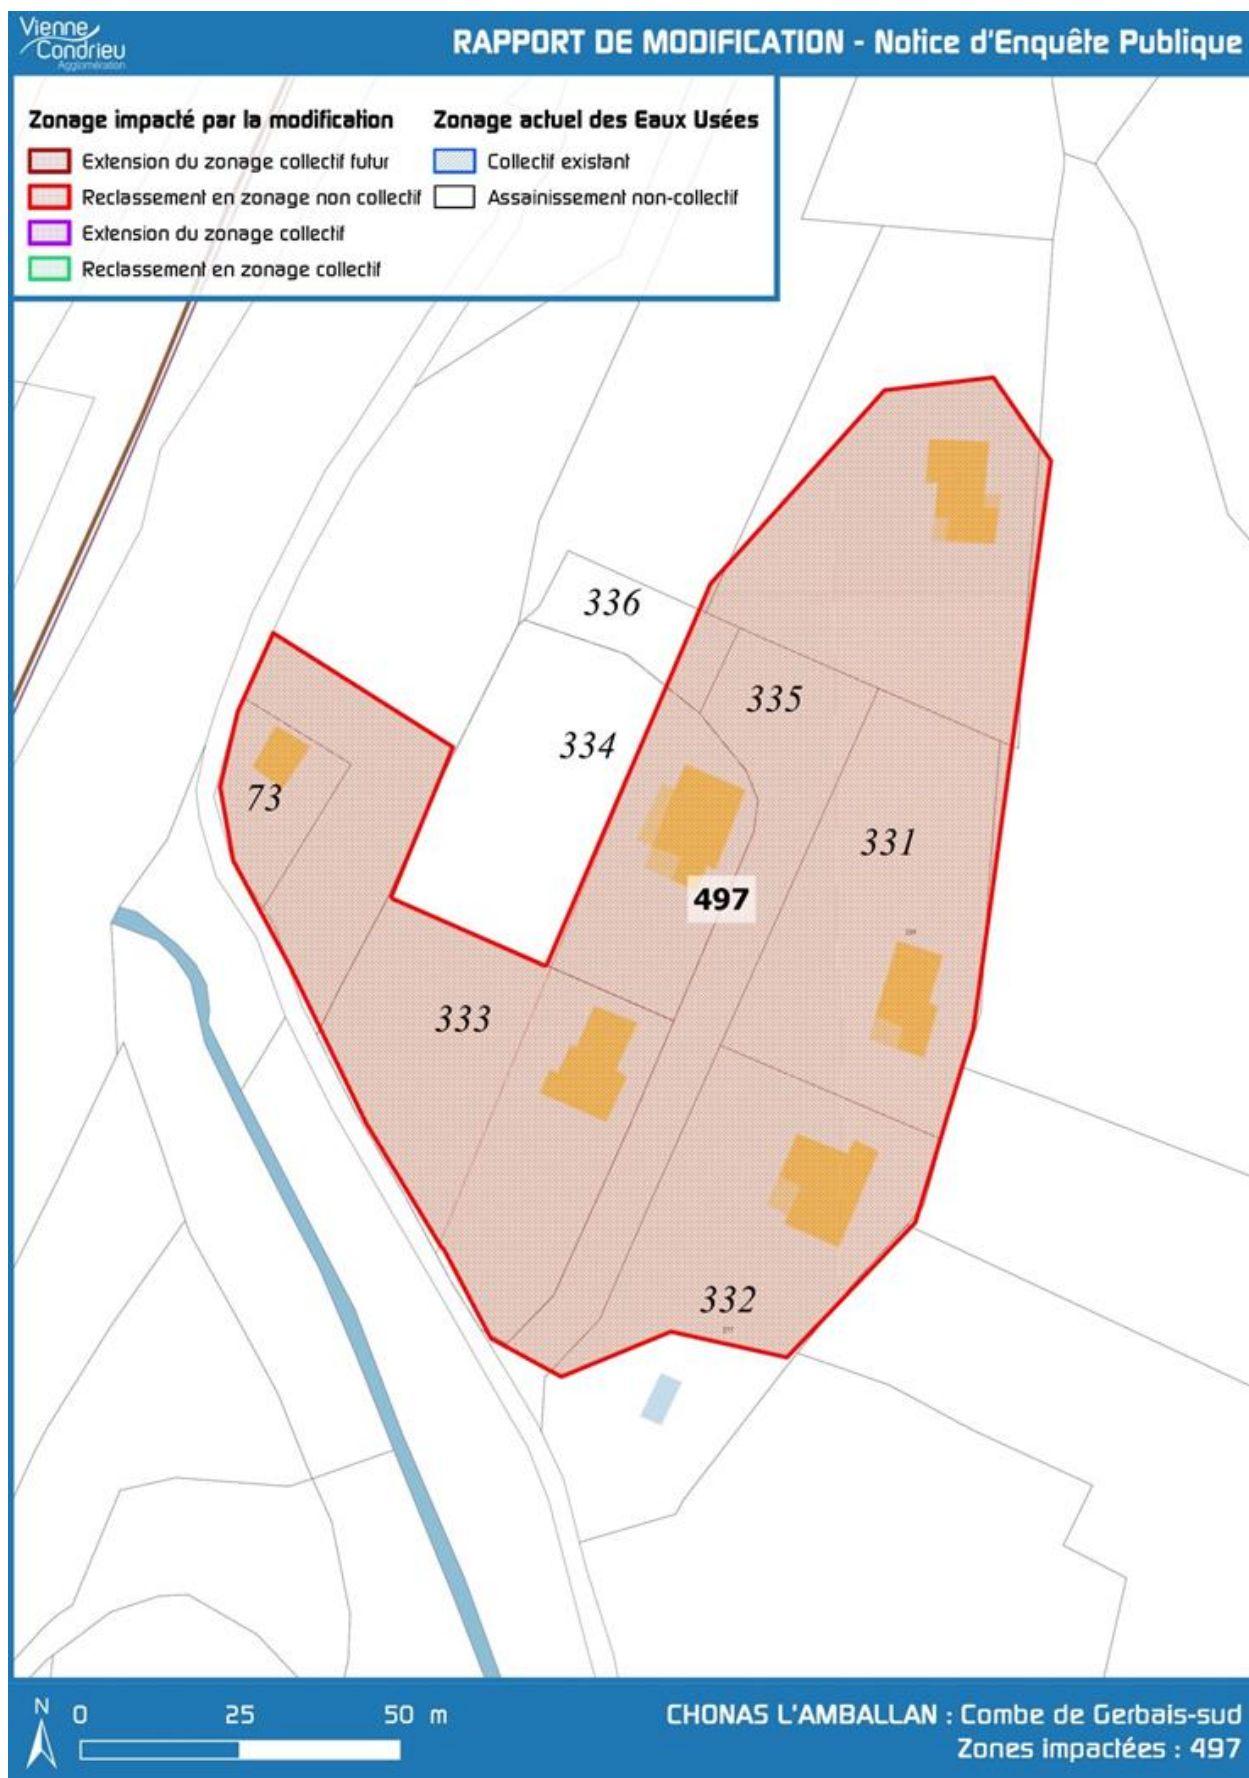 Vienne
Condrieu
Agglomération
RAPPORT DE MODIFICATION - Notice d'Enquête Publique
Zonage impacté par la modification
Extension du zonage collectif futur
Reclassement en zonage non collectif
Extension du zonage collectif
Reclassement en zonage collectif
Zonage actuel des Eaux Usées
Collectif existant
Assainissement non-collectif
336
335
334
73
331
497
333
332
N
0 25 50 m
CHONAS L'AMBALLAN : Combe de Gerbais-sud
Zones impactées : 497